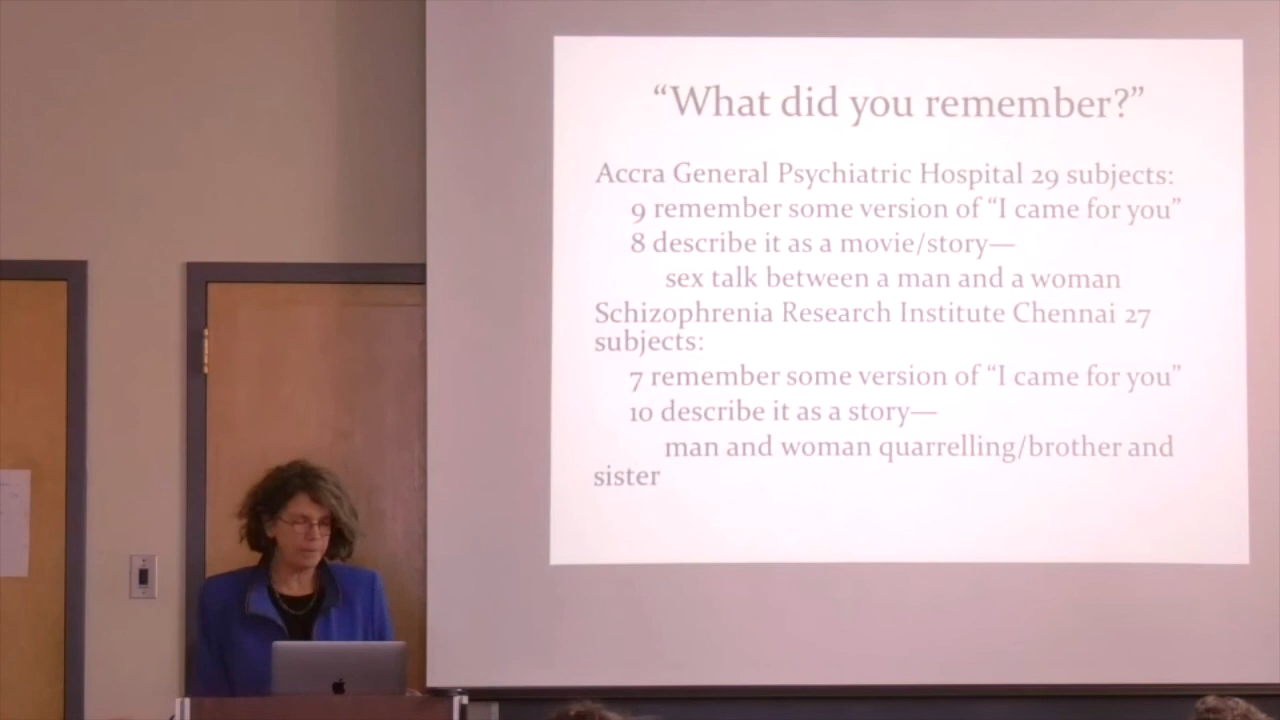 “What did you remember?”
Accra General Psychiatric Hospital 29 subjects:
9 remember some version of “I came for you”
8 describe it as a movie/story—
sex talk between a man and a woman
Schizophrenia Research Institute Chennai 27
subjects:
7 remember some version of “I came for you”
10 describe it as a story—
man and woman quarrelling/brother and
sister